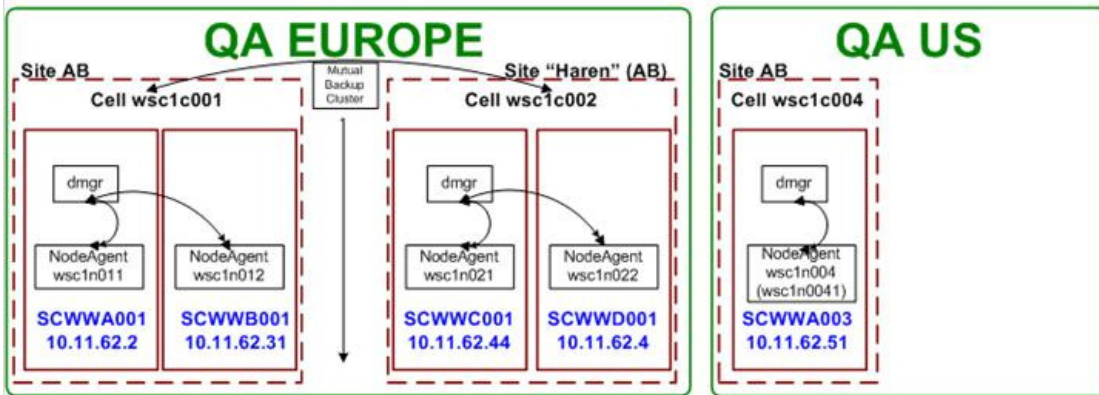 QA EUROPE
Site AB
Cell wsc1c001
Mutual
Backup
Cluster
Site “Haren” (AB)
Cell wsc1c002
dmgr
NodeAgent
wsc1n011
NodeAgent
wsc1n012
SCWWA001
10.11.62.2
SCWWB001
10.11.62.31
dmgr
NodeAgent
wsc1n021
NodeAgent
wsc1n022
SCWWC001
10.11.62.44
SCWWD001
10.11.62.4
QA US
Site AB
Cell wsc1c004
dmgr
NodeAgent
wsc1n004
(wsc1n0041)
SCWWA003
10.11.62.51